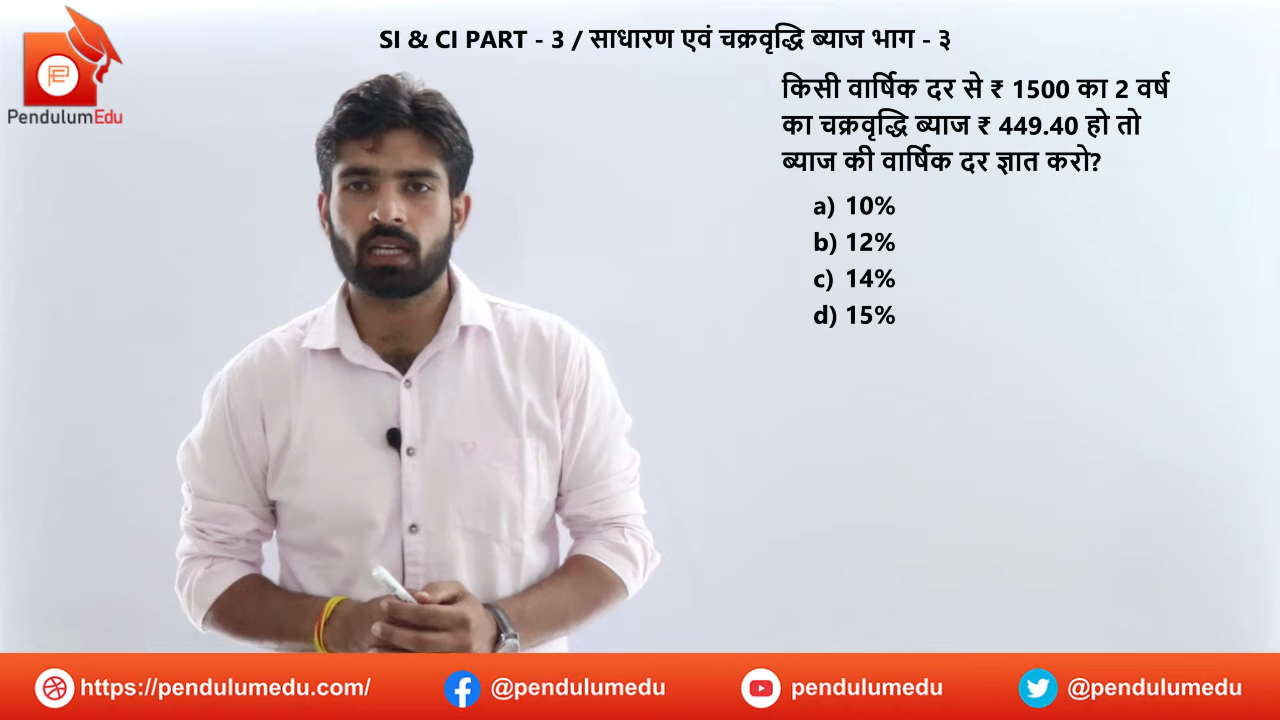 SI & CI PART - 3 / साधारण एवं चक्रवृद्धि ब्याज भाग - ३
PendulumEdu
किसी वार्षिक दर से ₹ 1500 का 2 वर्ष
का चक्रवृद्धि ब्याज ₹ 449.40 हो तो
ब्याज की वार्षिक दर ज्ञात करो?
a) 10%
b) 12%
c) 14%
d) 15%
https://pendulumedu.com/
@pendulumedu
pendulumedu
@pendulumedu